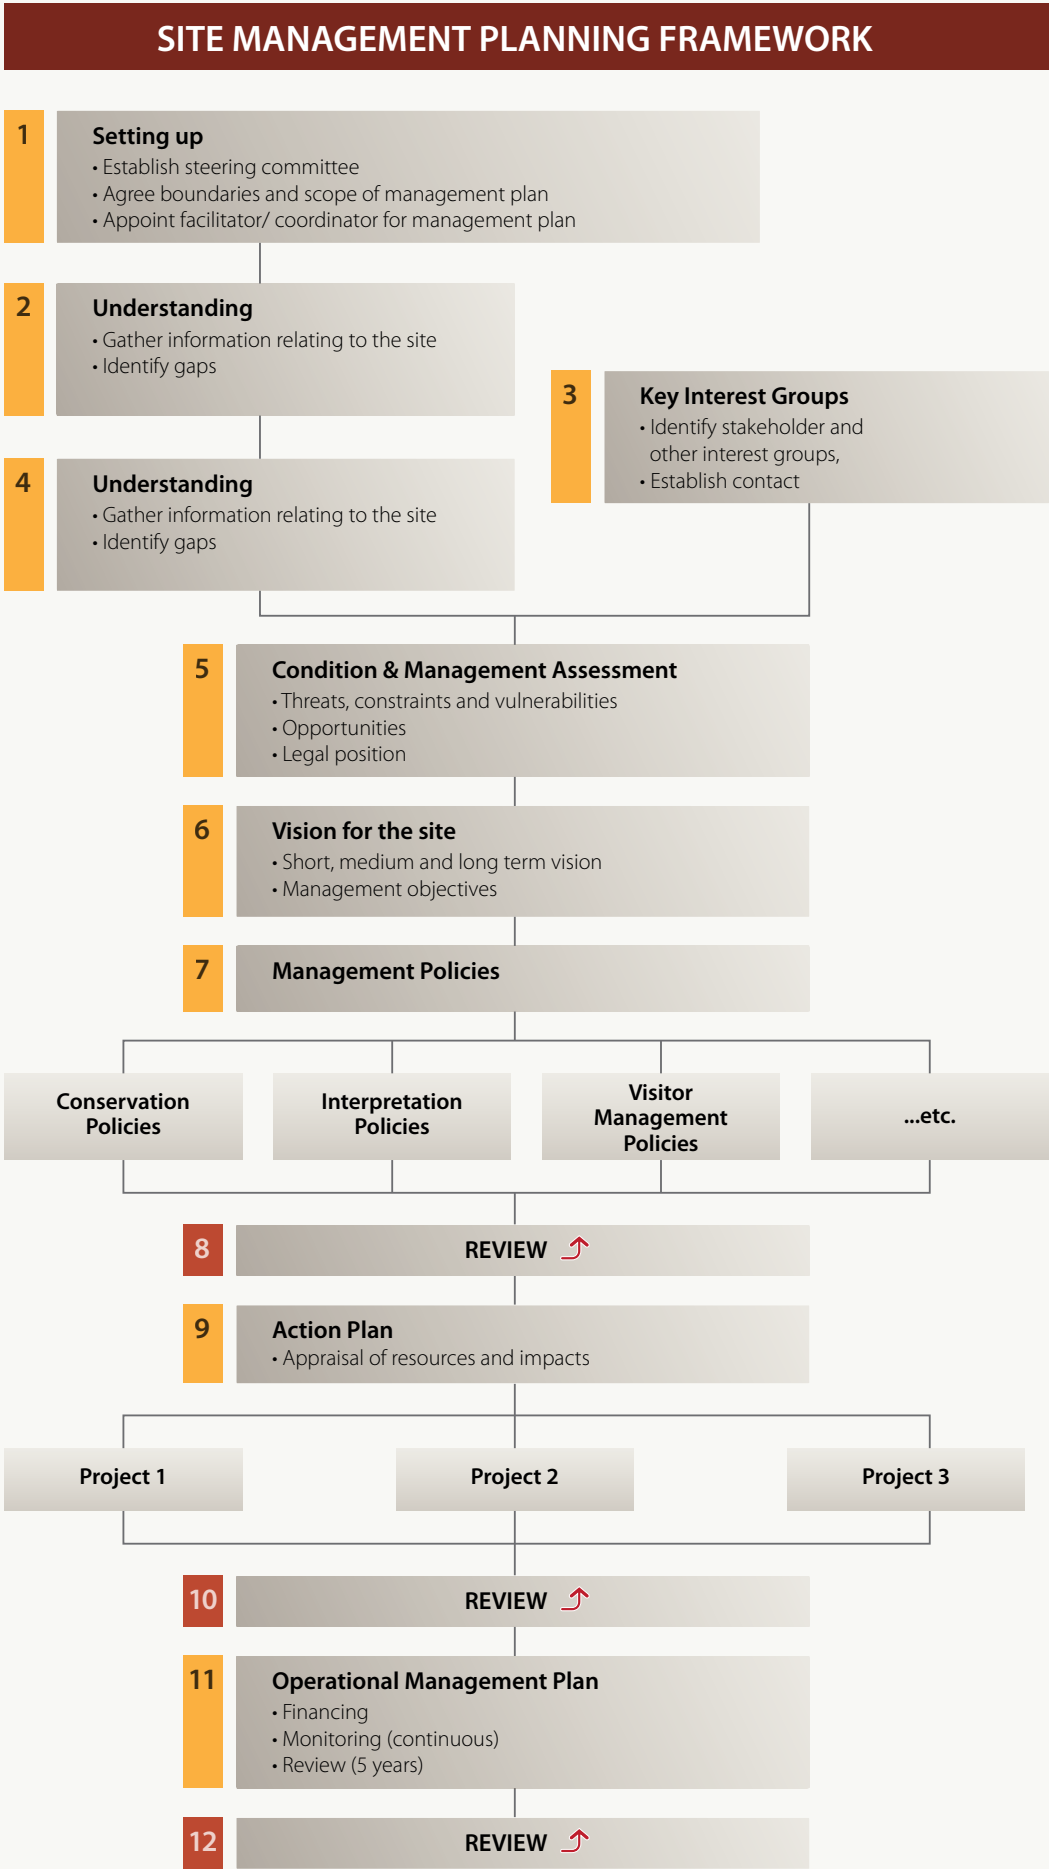 SITE MANAGEMENT PLANNING FRAMEWORK
1
Setting up
• Establish steering committee
• Agree boundaries and scope of management plan
• Appoint facilitator/ coordinator for management plan
2
Understanding
• Gather information relating to the site
• Identify gaps
3
Key Interest Groups
• Identify stakeholder and
other interest groups,
• Establish contact
4
Understanding
• Gather information relating to the site
• Identify gaps
5
Condition & Management Assessment
• Threats, constraints and vulnerabilities
• Opportunities
• Legal position
6
Vision for the site
• Short, medium and long term vision
• Management objectives
7
Management Policies
Conservation
Policies
Interpretation
Policies
Visitor
Management
Policies
...etc.
8
REVIEW
9
Action Plan
• Appraisal of resources and impacts
Project 1
Project 2
Project 3
10
REVIEW
11
Operational Management Plan
• Financing
• Monitoring (continuous)
• Review (5 years)
12
REVIEW